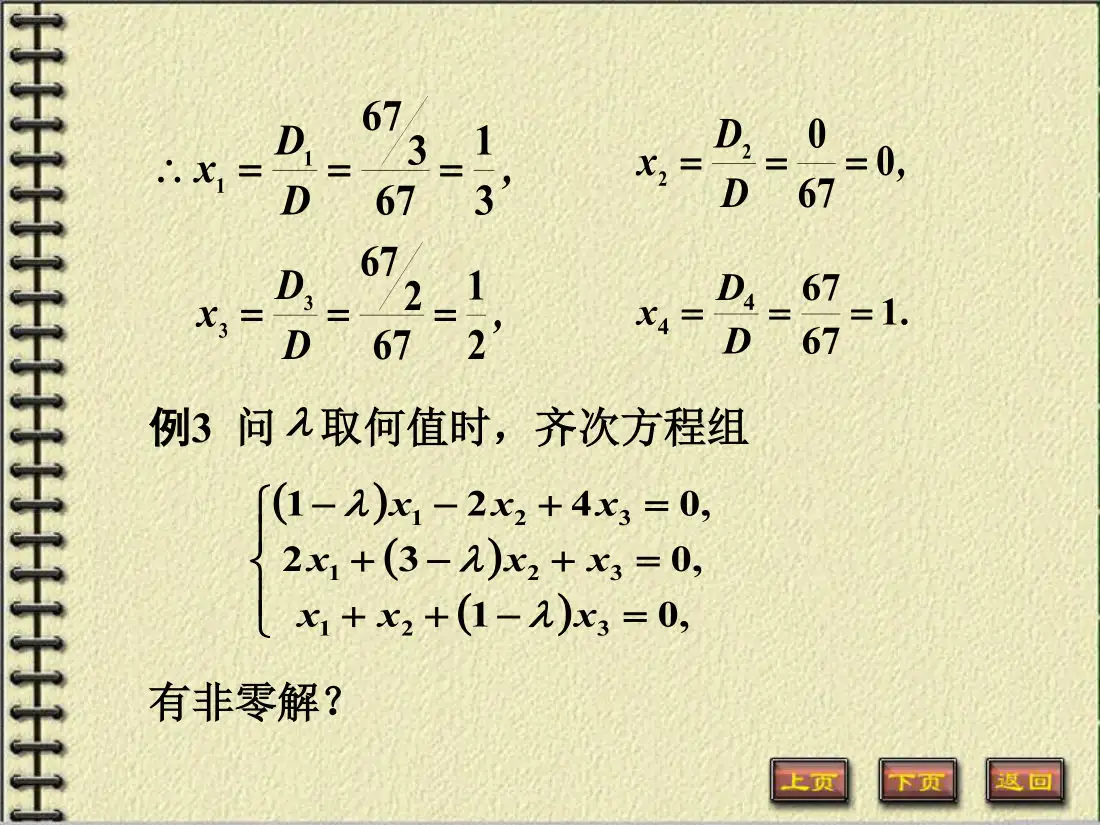 ∴ x₁ = D₁/D = (67/3)/67 = 1/3, x₂ = D₂/D = 0/67 = 0,
x₃ = D₃/D = (67/2)/67 = 1/2, x₄ = D₄/D = 67/67 = 1.
例3 问λ取何值时，齐次方程组
(1−λ)x₁ − 2x₂ + 4x₃ = 0,
2x₁ + (3−λ)x₂ + x₃ = 0,
x₁ + x₂ + (1−λ)x₃ = 0,
有非零解？
上页 下页 返回